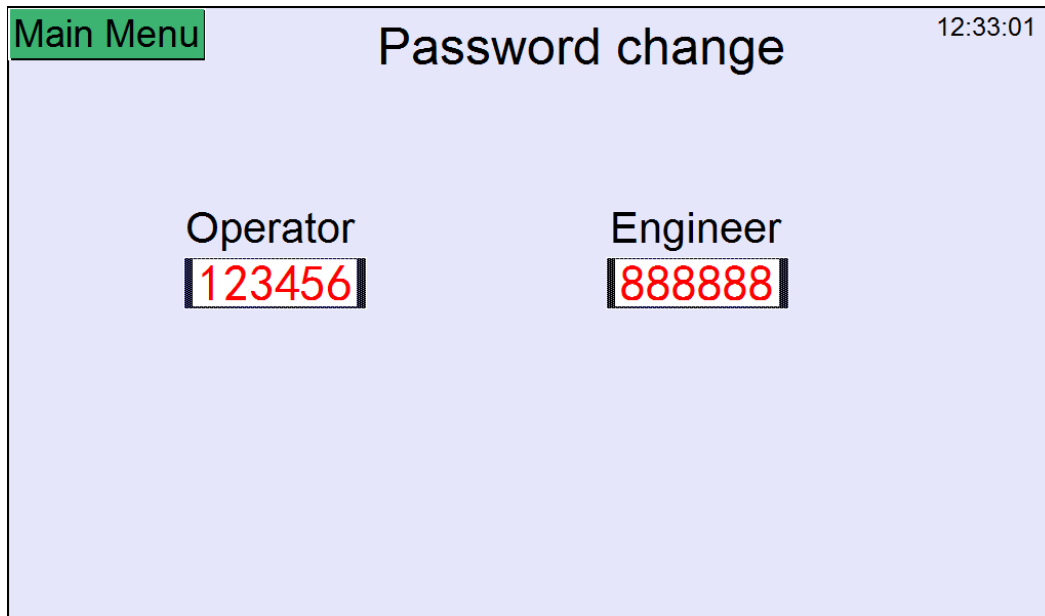 Main Menu
Password change
12:33:01
Operator
Engineer
123456
888888